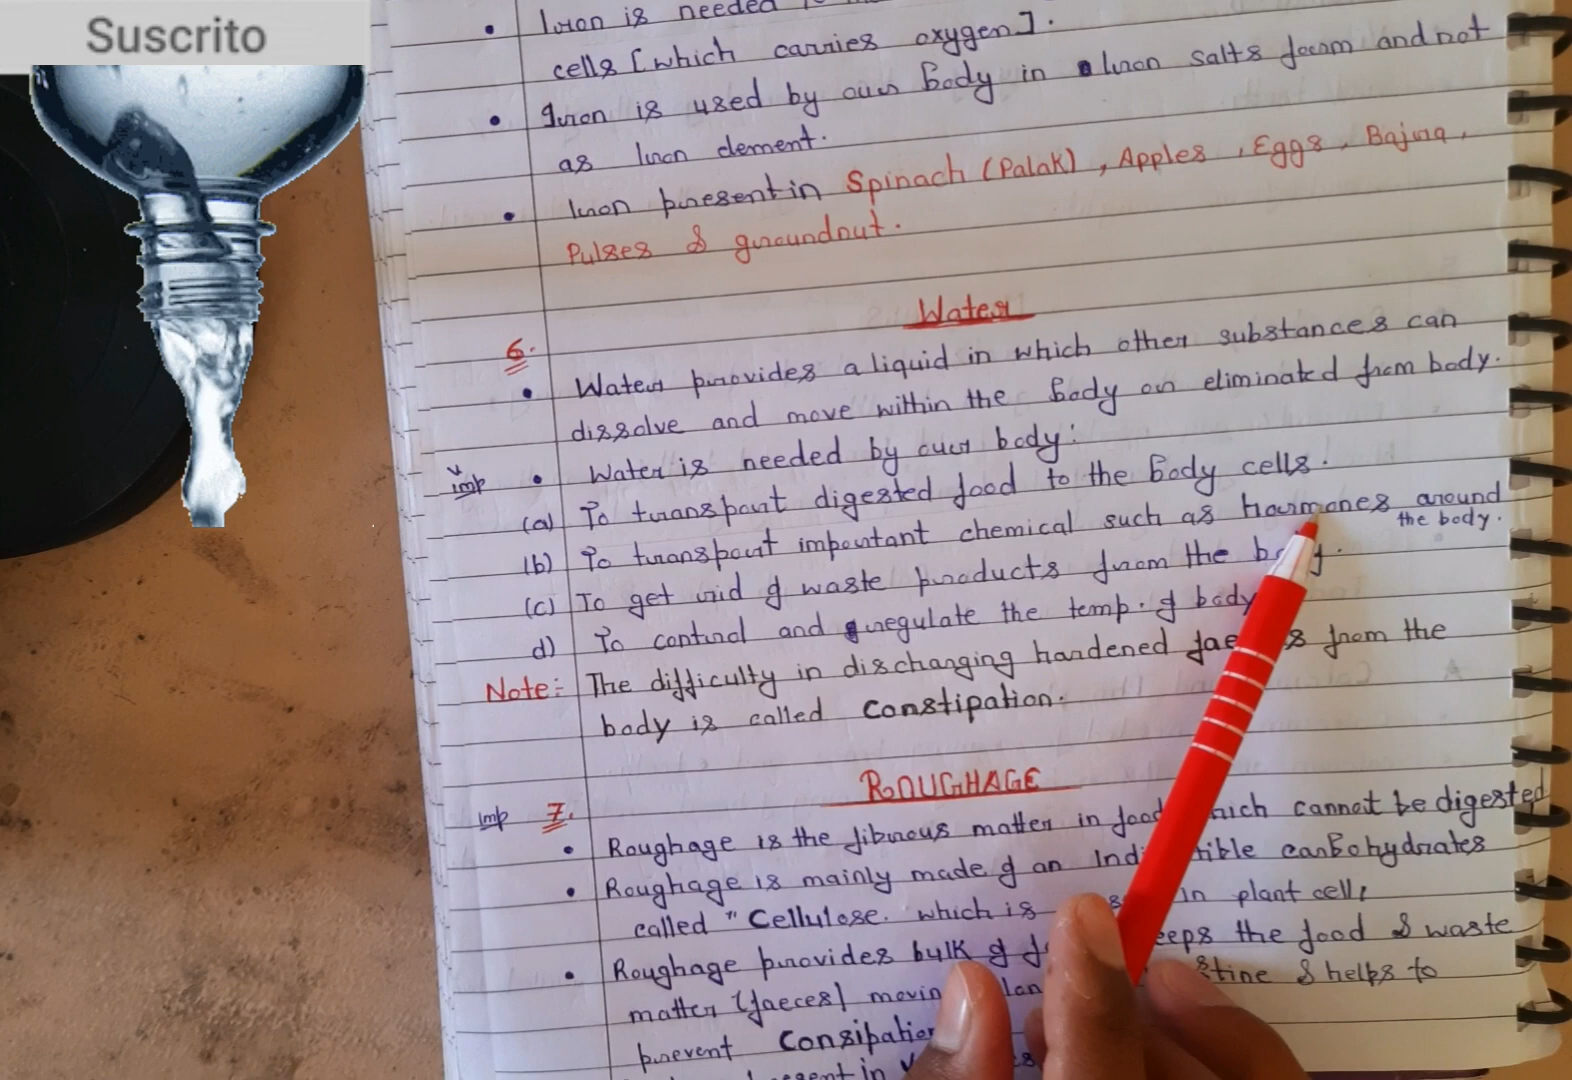 Suscrito
Iron is needed
cells [which carries oxygen].
Iron is used by our body in Iron salts form and not
as Iron element.
Iron present in Spinach (Palak), Apples, Eggs, Bajra,
Pulses & groundnut.
Water
6.
Water provides a liquid in which other substances can
dissolve and move within the body or eliminated from body.
v imp
Water is needed by our body:
(a) To transport digested food to the body cells.
(b) To transport important chemical such as harmones around
the body.
(c) To get rid of waste products from the
d) To control and regulate the temp. of body
Note:- The difficulty in discharging hardened from the
body is called Constipation.
ROUGHAGE
imp 7.
Roughage is the fibrous matter in food which cannot be digested
Roughage is mainly made of an carbohydrates
called "Cellulose. which is in plant cell
Roughage provides bulk of the food & waste
matter (faeces) & helps to
prevent Consipation
in